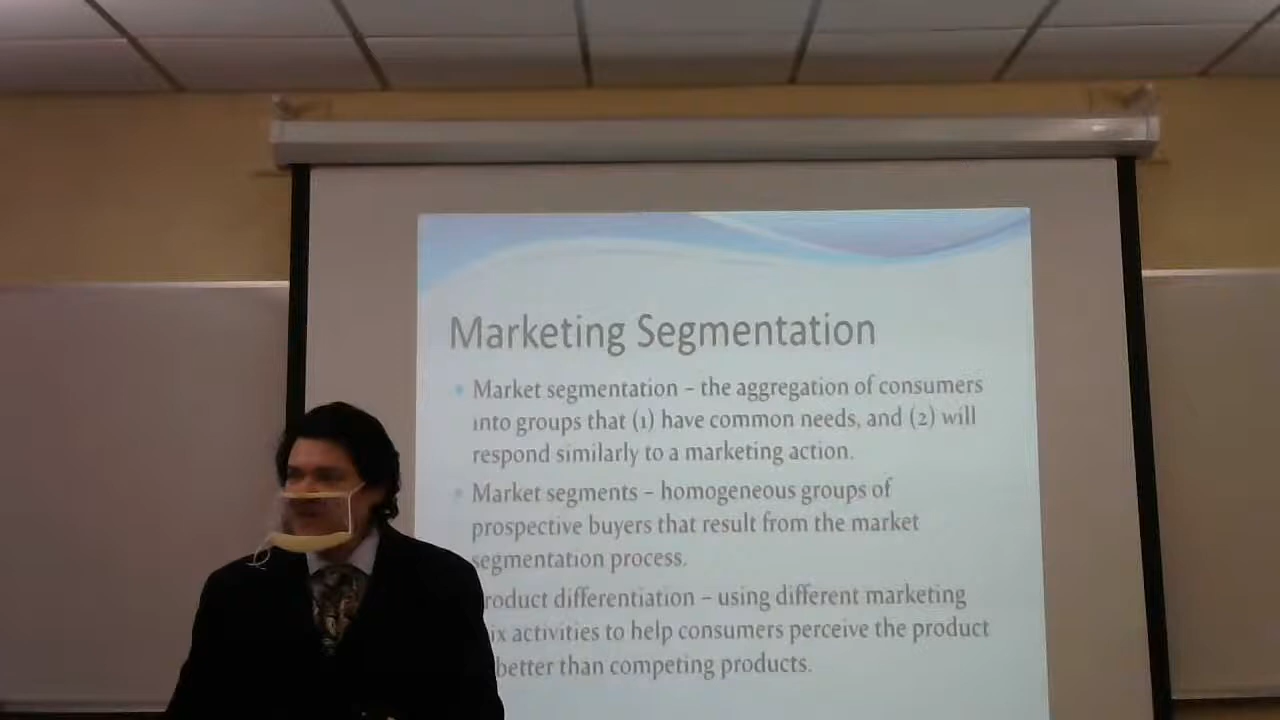 Marketing Segmentation
Market segmentation – the aggregation of consumers
into groups that (1) have common needs, and (2) will
respond similarly to a marketing action.
Market segments – homogeneous groups of
prospective buyers that result from the market
segmentation process.
roduct differentiation – using different marketing
ix activities to help consumers perceive the product
better than competing products.